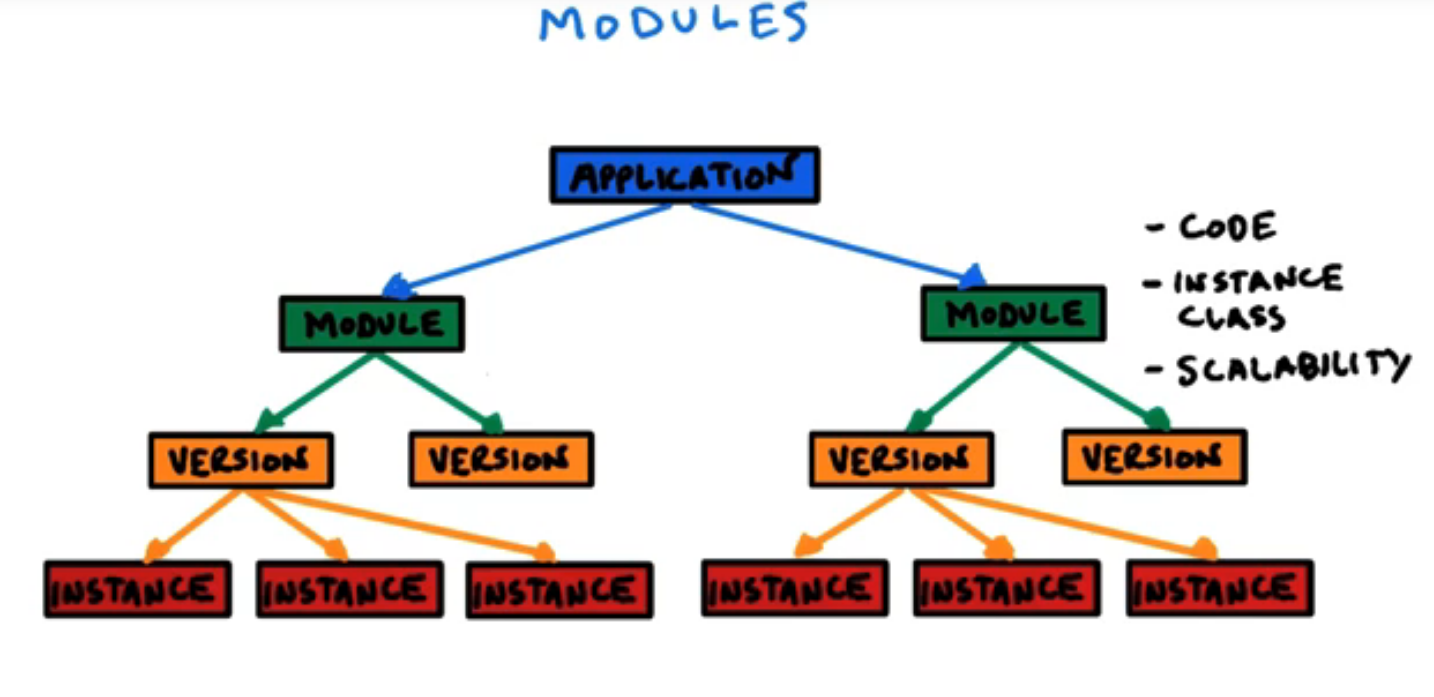 MODULES
APPLICATION
- CODE
- INSTANCE
CLASS
- SCALABILITY
MODULE
MODULE
VERSION
VERSION
VERSION
VERSION
INSTANCE
INSTANCE
INSTANCE
INSTANCE
INSTANCE
INSTANCE